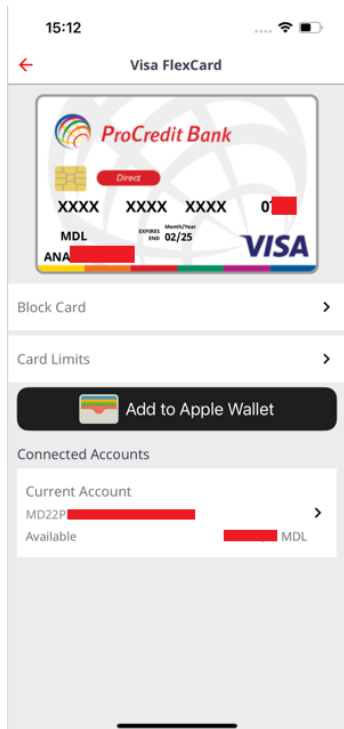 15:12
Visa FlexCard
ProCredit Bank
Direct
XXXX XXXX XXXX 0
Month/Year
MDL EXPIRES END 02/25
ANA
VISA
Block Card
Card Limits
Add to Apple Wallet
Connected Accounts
Current Account
MD22P
Available MDL